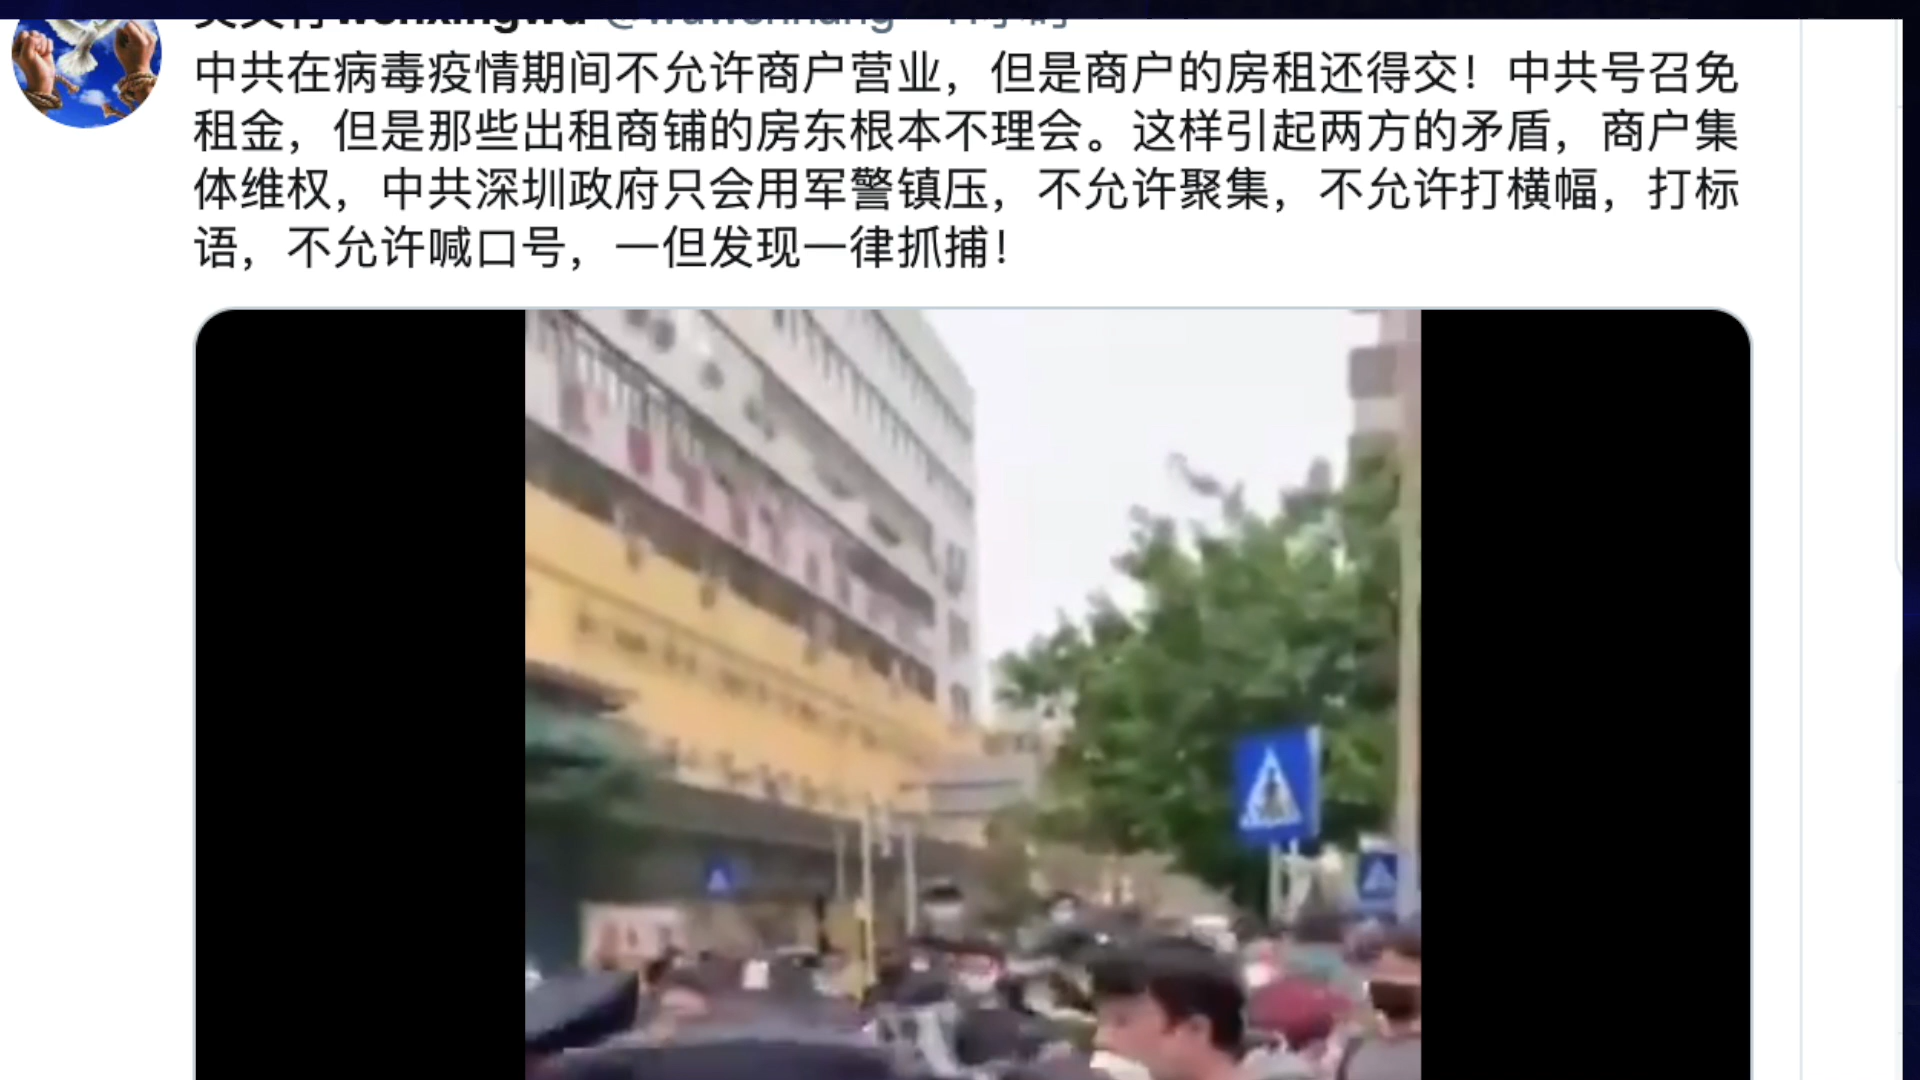 中共在病毒疫情期间不允许商户营业，但是商户的房租还得交！中共号召免
租金，但是那些出租商铺的房东根本不理会。这样引起两方的矛盾，商户集
体维权，中共深圳政府只会用军警镇压，不允许聚集，不允许打横幅，打标
语，不允许喊口号，一但发现一律抓捕！